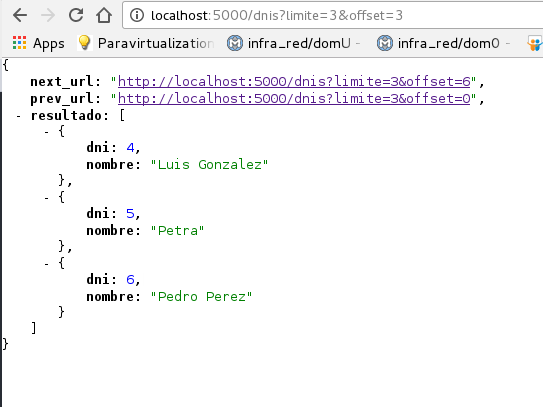 localhost:5000/dnis?limite=3&offset=3
Apps Paravirtualization infra_red/domU - infra_red/dom0 -
{
next_url: "http://localhost:5000/dnis?limite=3&offset=6",
prev_url: "http://localhost:5000/dnis?limite=3&offset=0",
- resultado: [
- {
dni: 4,
nombre: "Luis Gonzalez"
},
- {
dni: 5,
nombre: "Petra"
},
- {
dni: 6,
nombre: "Pedro Perez"
}
]
}